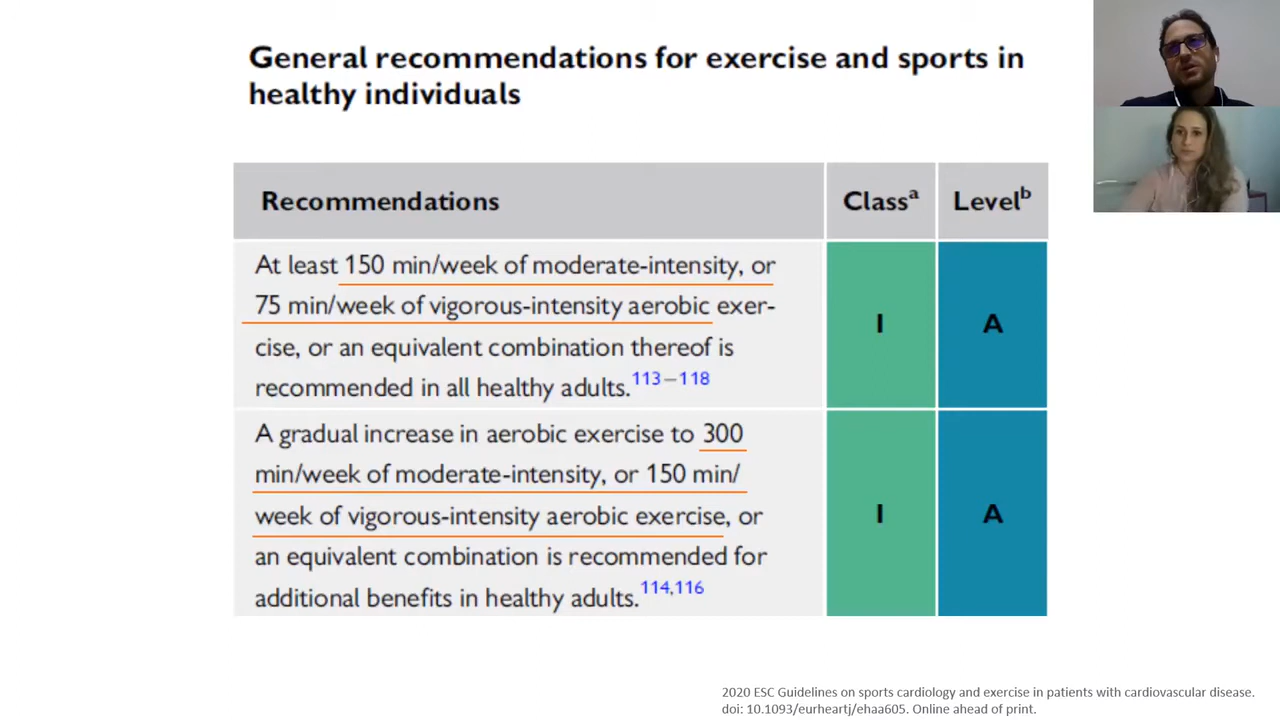 General recommendations for exercise and sports in
healthy individuals
Recommendations Classᵃ Levelᵇ
At least 150 min/week of moderate-intensity, or
75 min/week of vigorous-intensity aerobic exer-
cise, or an equivalent combination thereof is
recommended in all healthy adults.¹¹³⁻¹¹⁸
I A
A gradual increase in aerobic exercise to 300
min/week of moderate-intensity, or 150 min/
week of vigorous-intensity aerobic exercise, or
an equivalent combination is recommended for
additional benefits in healthy adults.¹¹⁴,¹¹⁶
I A
2020 ESC Guidelines on sports cardiology and exercise in patients with cardiovascular disease.
doi: 10.1093/eurheartj/ehaa605. Online ahead of print.